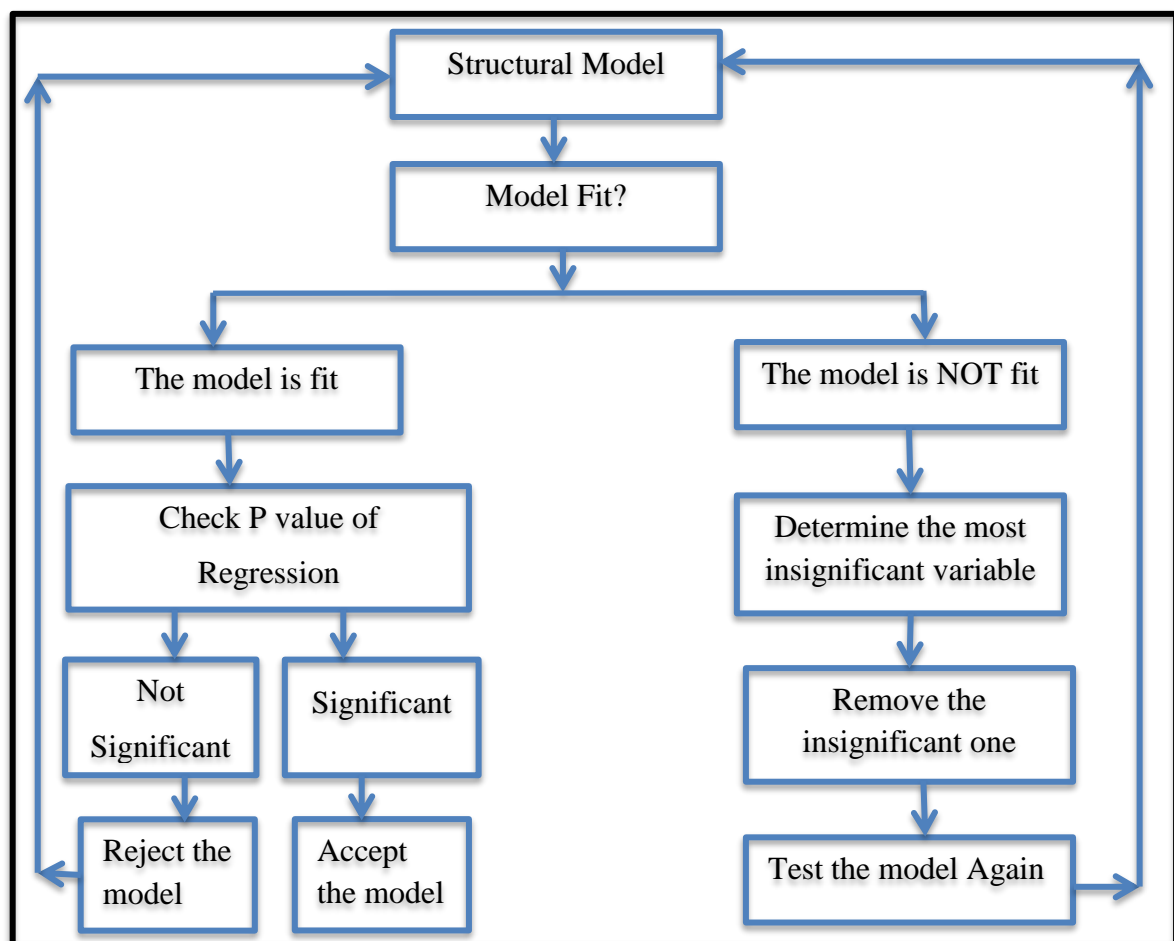 Structural Model
Model Fit?
The model is fit
The model is NOT fit
Check P value of
Regression
Determine the most
insignificant variable
Not
Significant
Significant
Remove the
insignificant one
Reject the
model
Accept
the model
Test the model Again